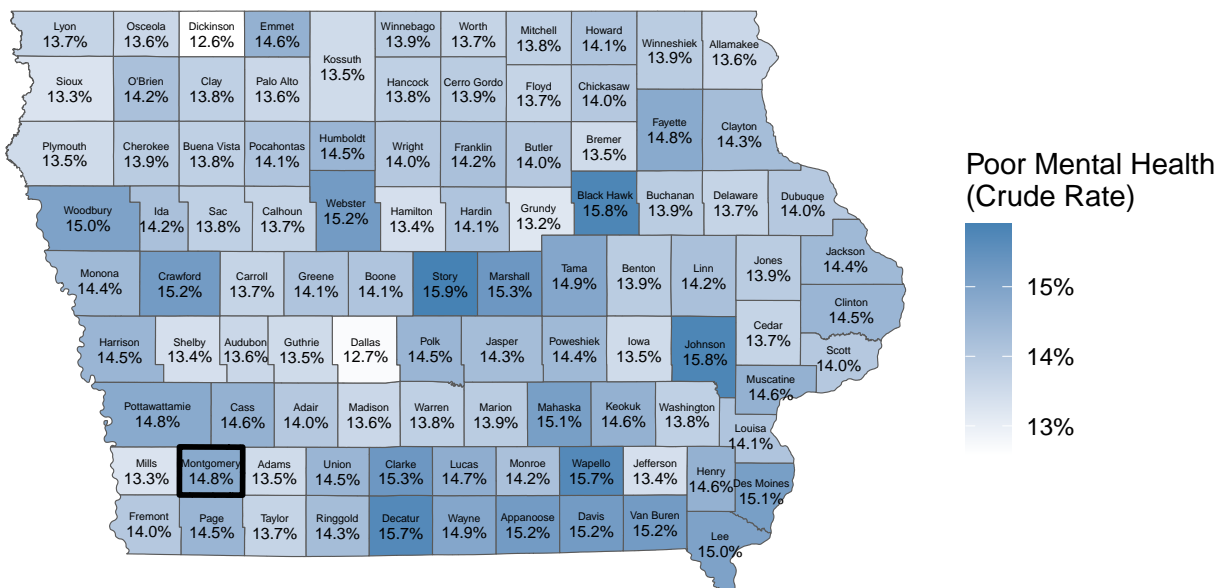 Lyon
13.7%
Osceola
13.6%
Dickinson
12.6%
Emmet
14.6%
Kossuth
13.5%
Winnebago
13.9%
Worth
13.7%
Mitchell
13.8%
Howard
14.1%
Winneshiek
13.9%
Allamakee
13.6%
Sioux
13.3%
O'Brien
14.2%
Clay
13.8%
Palo Alto
13.6%
Hancock
13.8%
Cerro Gordo
13.9%
Floyd
13.7%
Chickasaw
14.0%
Plymouth
13.5%
Cherokee
13.9%
Buena Vista
13.8%
Pocahontas
14.1%
Humboldt
14.5%
Wright
14.0%
Franklin
14.2%
Butler
14.0%
Bremer
13.5%
Fayette
14.8%
Clayton
14.3%
Woodbury
15.0%
Ida
14.2%
Sac
13.8%
Calhoun
13.7%
Webster
15.2%
Hamilton
13.4%
Hardin
14.1%
Grundy
13.2%
Black Hawk
15.8%
Buchanan
13.9%
Delaware
13.7%
Dubuque
14.0%
Monona
14.4%
Crawford
15.2%
Carroll
13.7%
Greene
14.1%
Boone
14.1%
Story
15.9%
Marshall
15.3%
Tama
14.9%
Benton
13.9%
Linn
14.2%
Jones
13.9%
Jackson
14.4%
Clinton
14.5%
Harrison
14.5%
Shelby
13.4%
Audubon
13.6%
Guthrie
13.5%
Dallas
12.7%
Polk
14.5%
Jasper
14.3%
Poweshiek
14.4%
Iowa
13.5%
Johnson
15.8%
Cedar
13.7%
Scott
14.0%
Muscatine
14.6%
Pottawattamie
14.8%
Cass
14.6%
Adair
14.0%
Madison
13.6%
Warren
13.8%
Marion
13.9%
Mahaska
15.1%
Keokuk
14.6%
Washington
13.8%
Louisa
14.1%
Mills
13.3%
Montgomery
14.8%
Adams
13.5%
Union
14.5%
Clarke
15.3%
Lucas
14.7%
Monroe
14.2%
Wapello
15.7%
Jefferson
13.4%
Henry
14.6%
Des Moines
15.1%
Fremont
14.0%
Page
14.5%
Taylor
13.7%
Ringgold
14.3%
Decatur
15.7%
Wayne
14.9%
Appanoose
15.2%
Davis
15.2%
Van Buren
15.2%
Lee
15.0%
Poor Mental Health
(Crude Rate)
15%
14%
13%